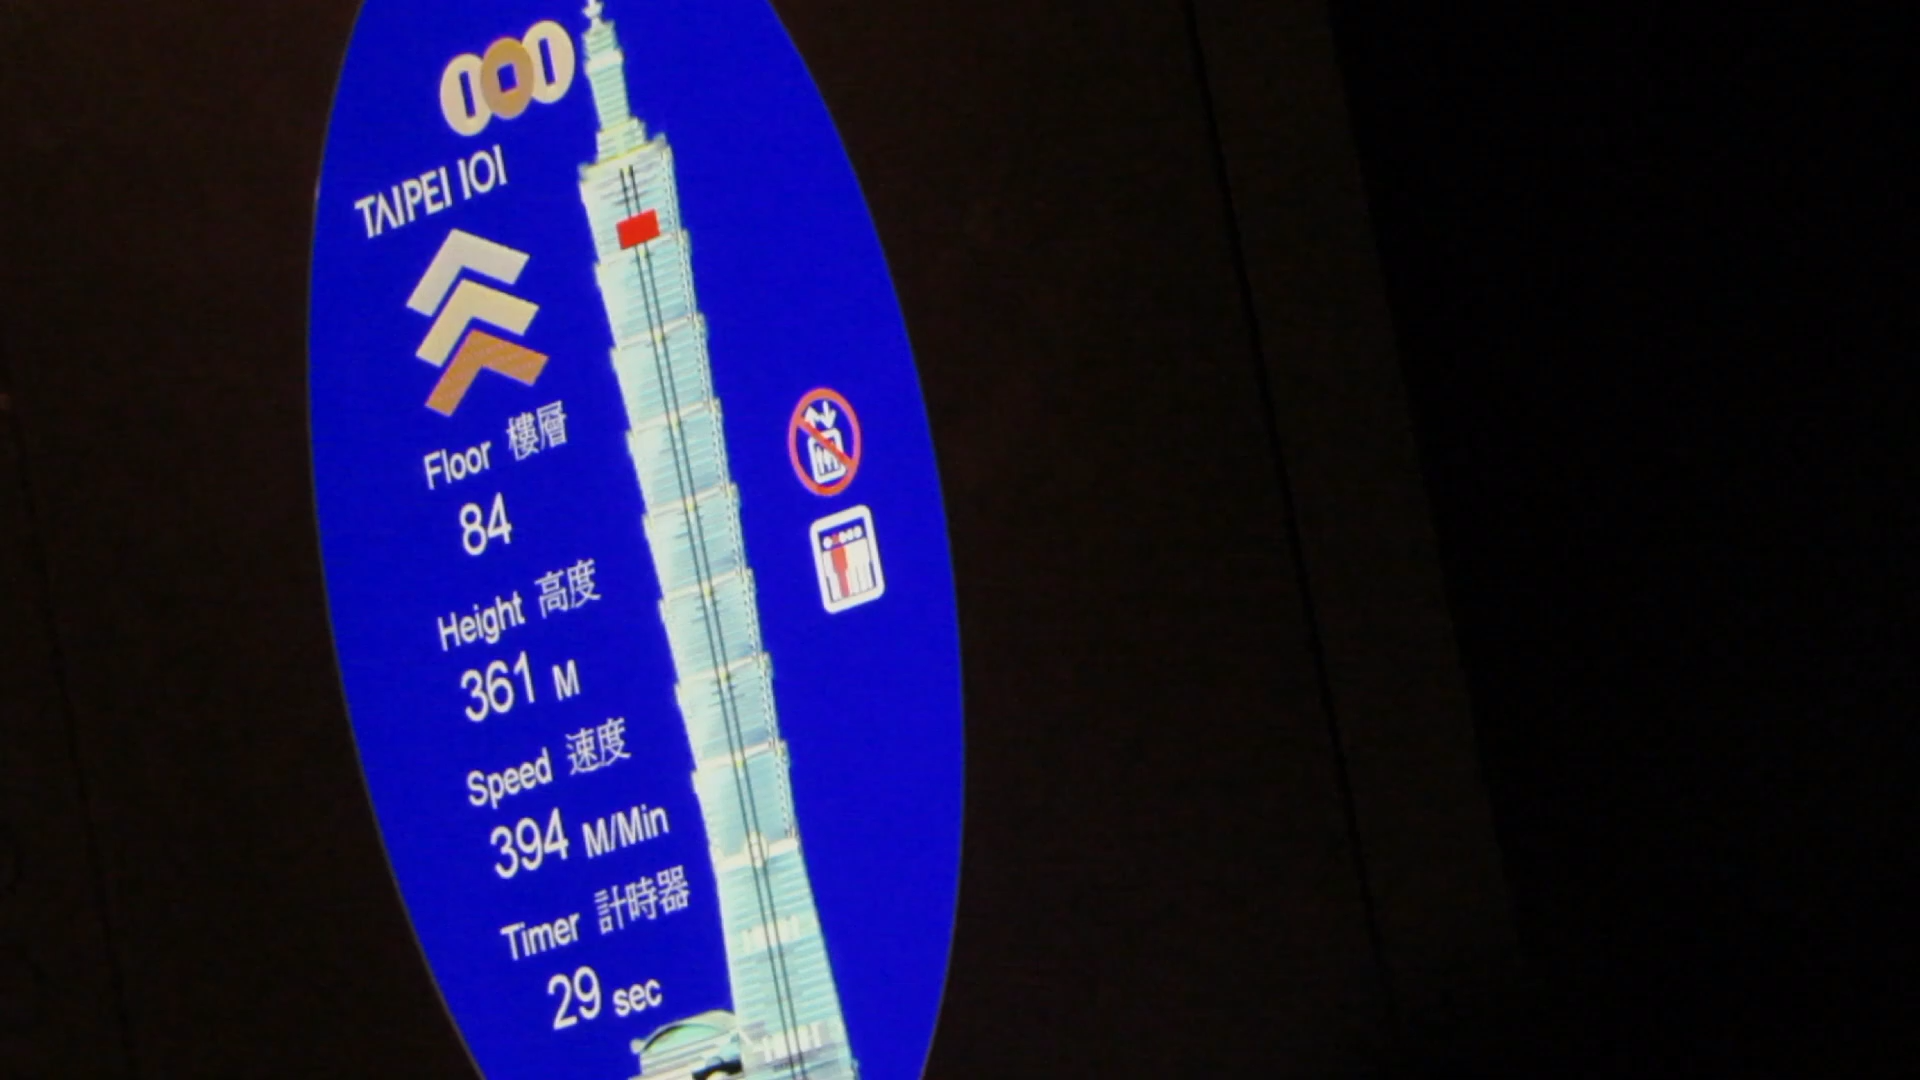 TAIPEI 101
Floor 樓層
84
Height 高度
361 M
Speed 速度
394 M/Min
Timer 計時器
29 sec